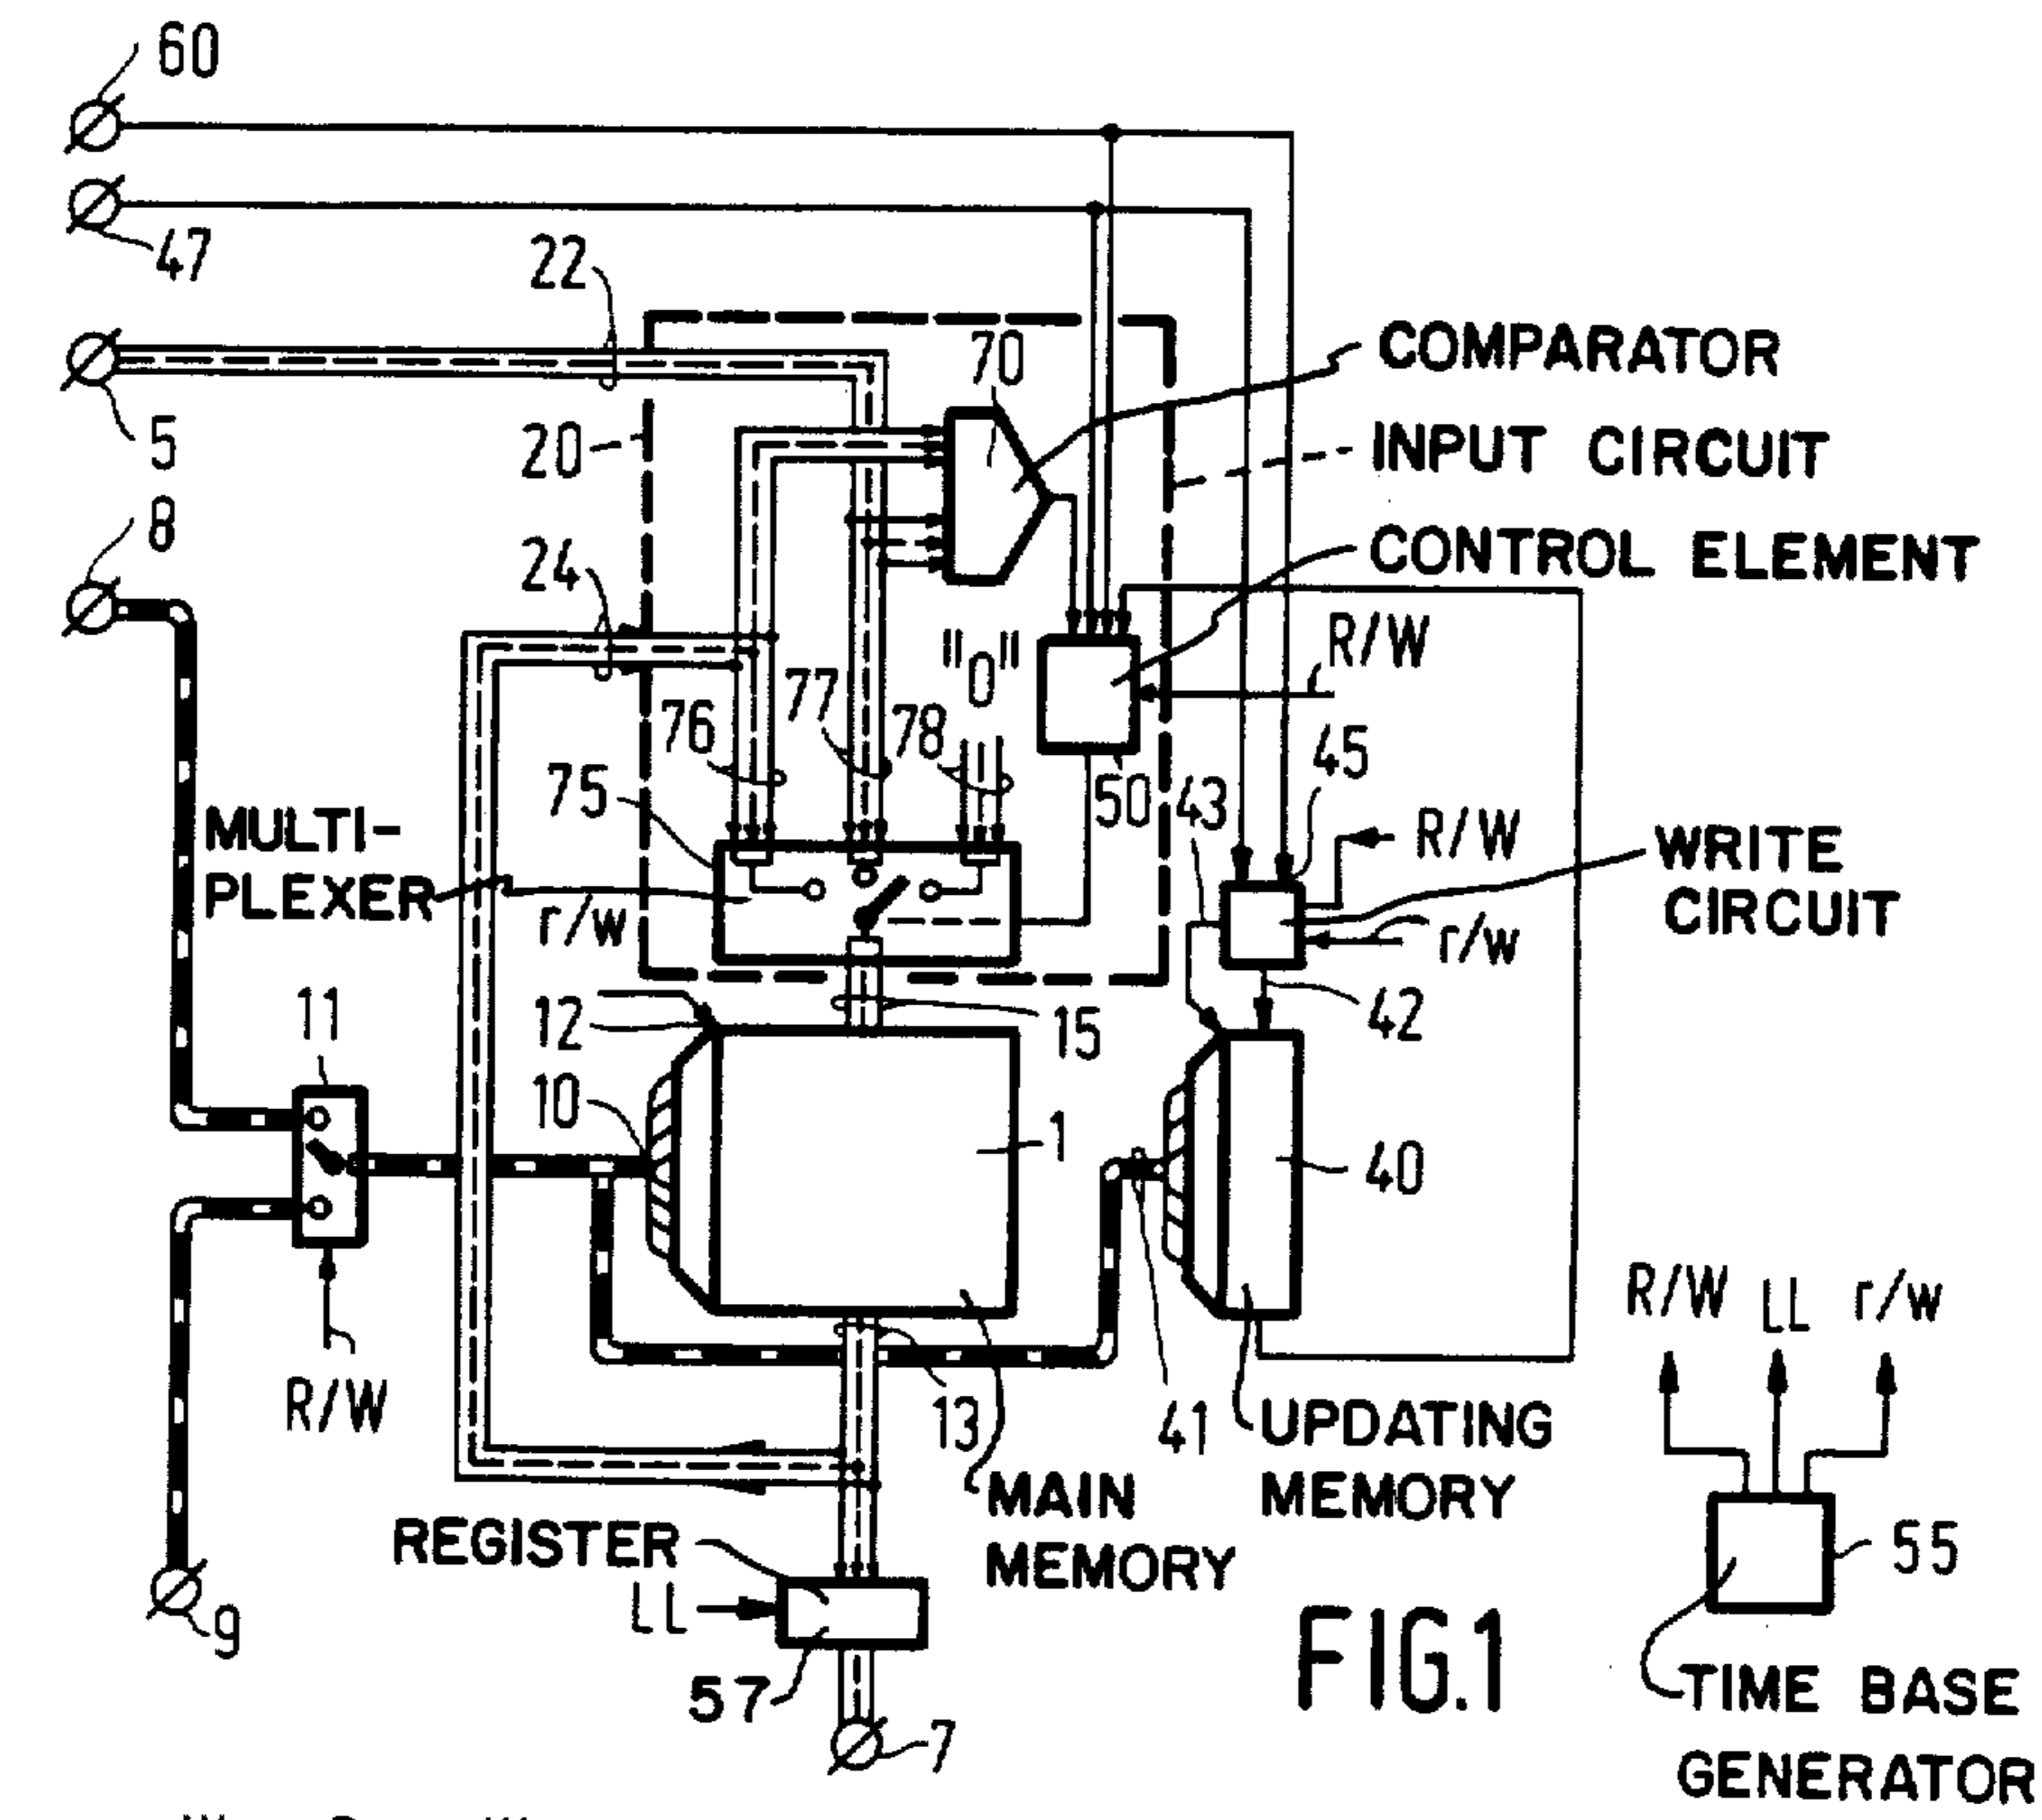 60
47
22
COMPARATOR
70
5
20
INPUT CIRCUIT
8
24
CONTROL ELEMENT
"0"
R/W
76
77
78
75
50
43
45
MULTI-
PLEXER
R/W
WRITE
CIRCUIT
r/w
r/w
12
15
42
11
10
1
40
R/W
LL
r/w
R/W
13
41
UPDATING
MEMORY
MAIN
MEMORY
REGISTER
LL
55
57
FIG.1
9
7
TIME BASE
GENERATOR